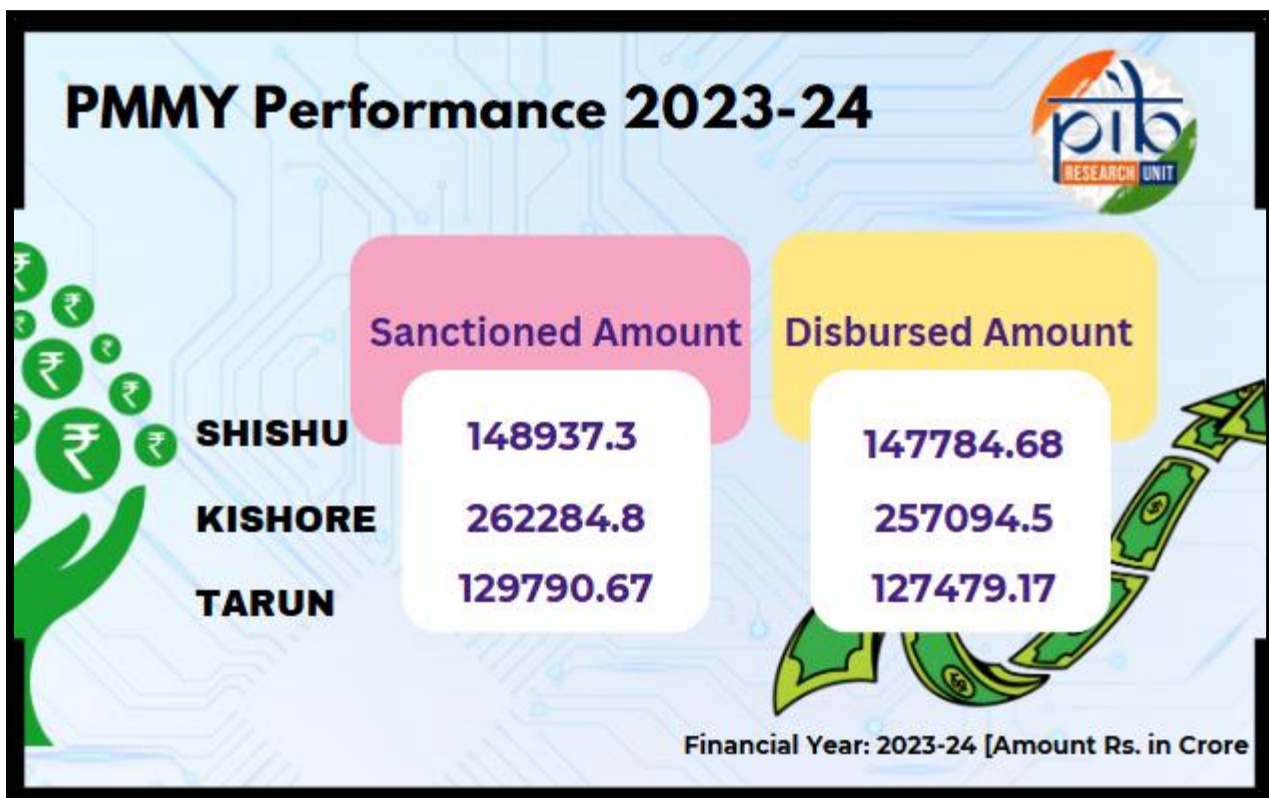 PMMY Performance 2023-24
pib
RESEARCH UNIT
Sanctioned Amount Disbursed Amount
SHISHU 148937.3 147784.68
KISHORE 262284.8 257094.5
TARUN 129790.67 127479.17
Financial Year: 2023-24 [Amount Rs. in Crore